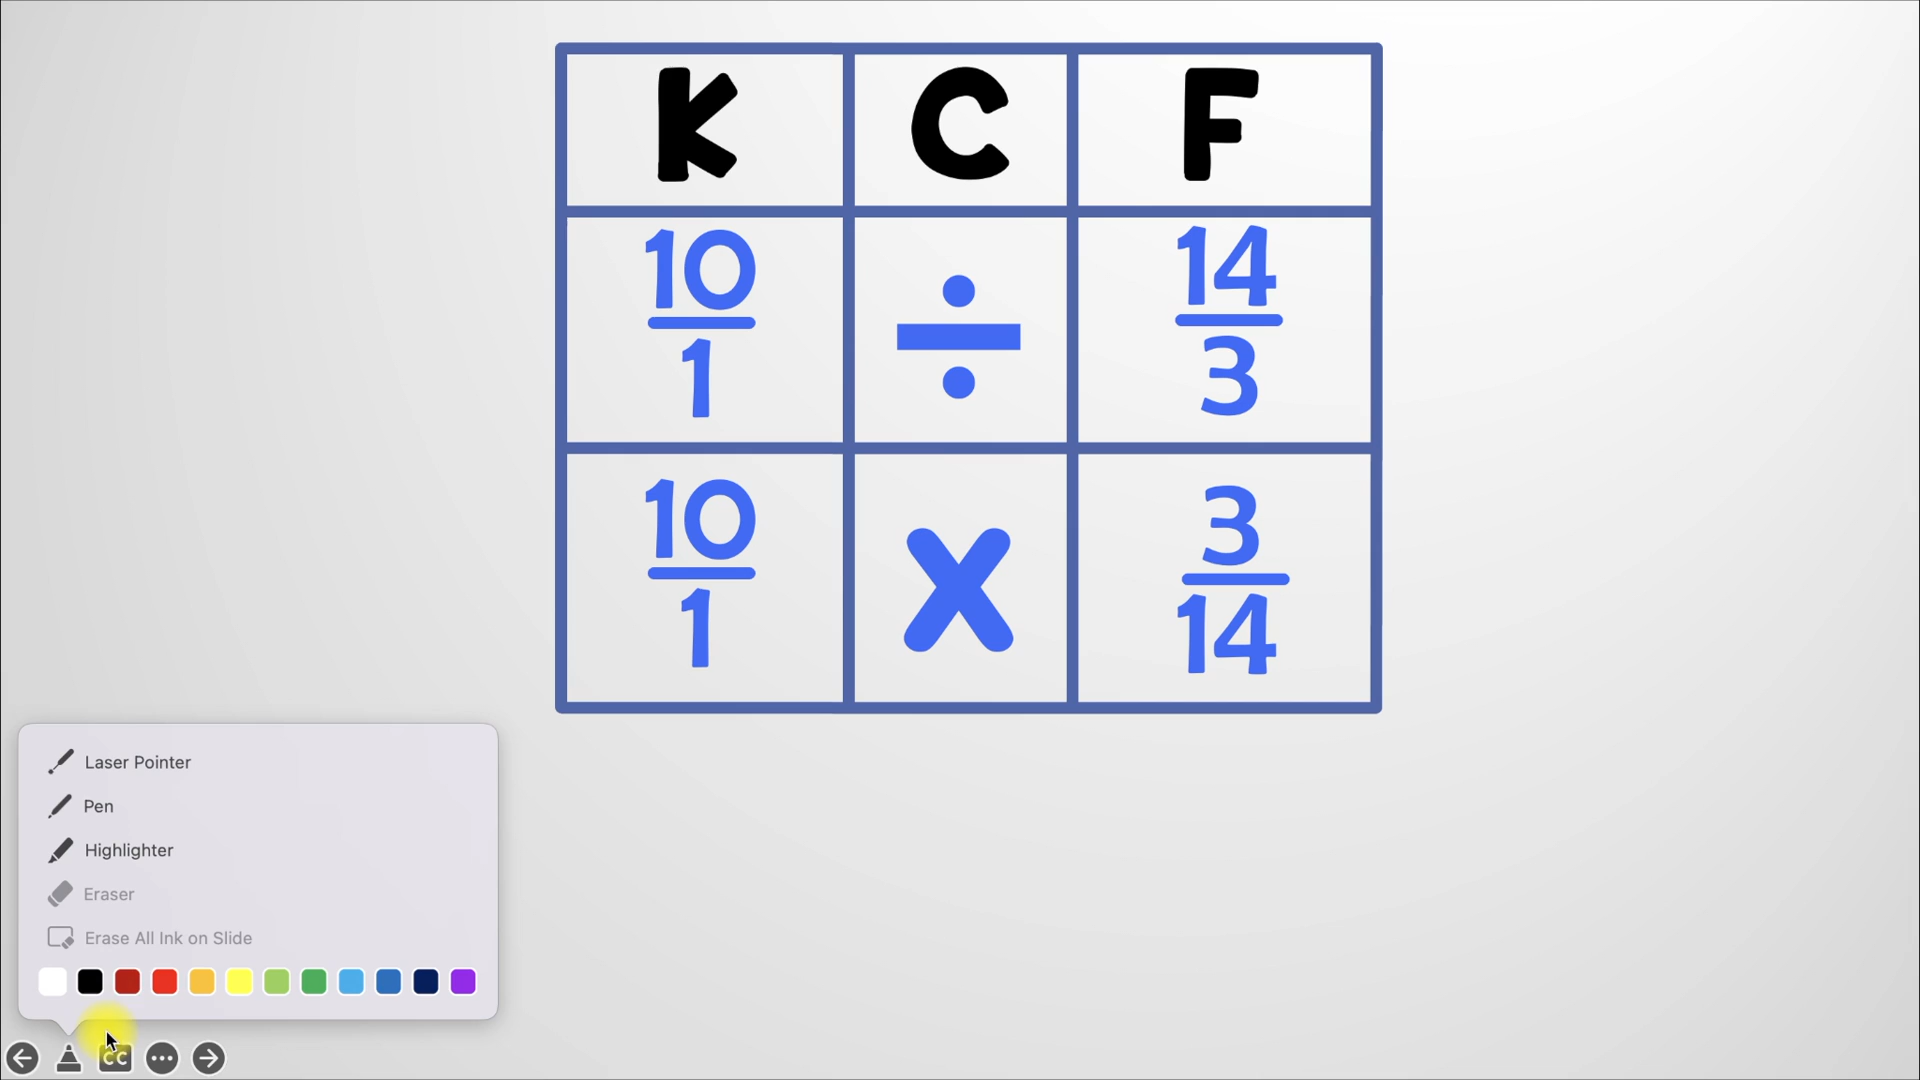 K C F
10/1 ÷ 14/3
10/1 X 3/14
Laser Pointer
Pen
Highlighter
Eraser
Erase All Ink on Slide
CC